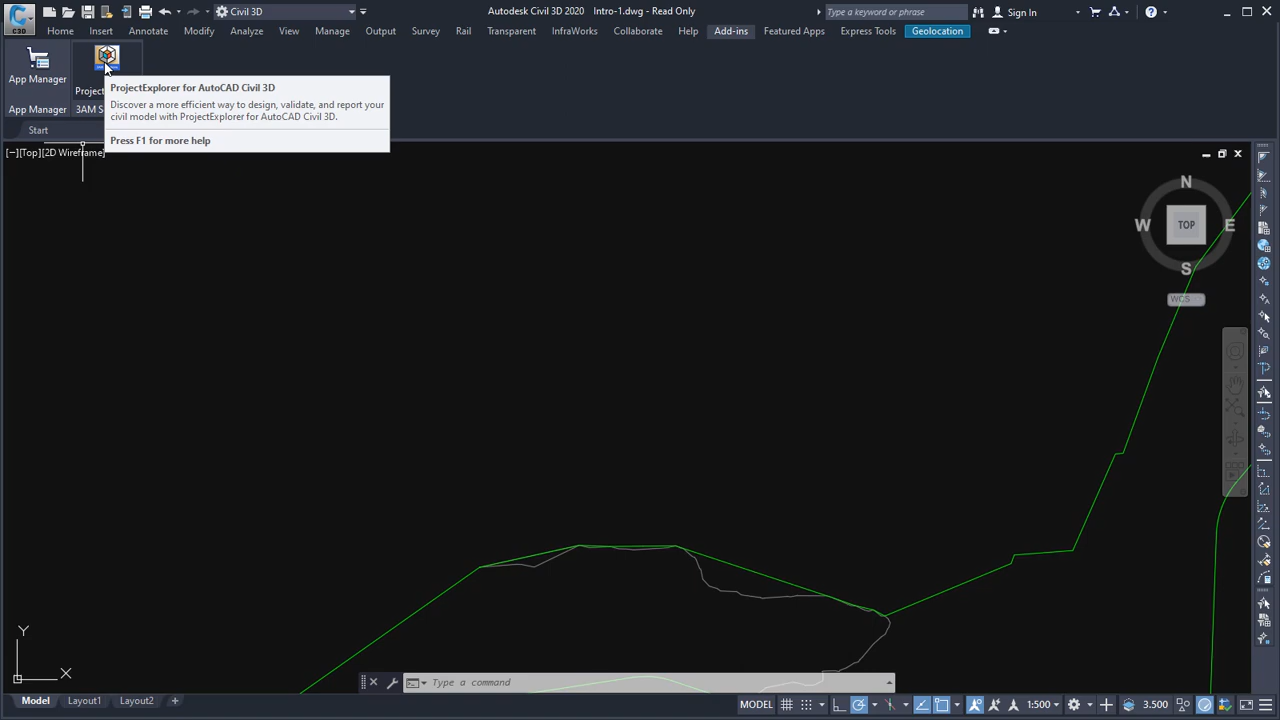 C3D
Civil 3D
Autodesk Civil 3D 2020
Intro-1.dwg - Read Only
Type a keyword or phrase
Sign In
Home
Insert
Annotate
Modify
Analyze
View
Manage
Output
Survey
Rail
Transparent
InfraWorks
Collaborate
Help
Add-ins
Featured Apps
Express Tools
Geolocation
App Manager
Project
ProjectExplorer for AutoCAD Civil 3D
Discover a more efficient way to design, validate, and report your
civil model with ProjectExplorer for AutoCAD Civil 3D.
Press F1 for more help
App Manager
3AM S
Start
[−][Top][2D Wireframe]
N
W
TOP
E
S
WCS
Y
X
Type a command
Model
Layout1
Layout2
MODEL
1:500
3.500